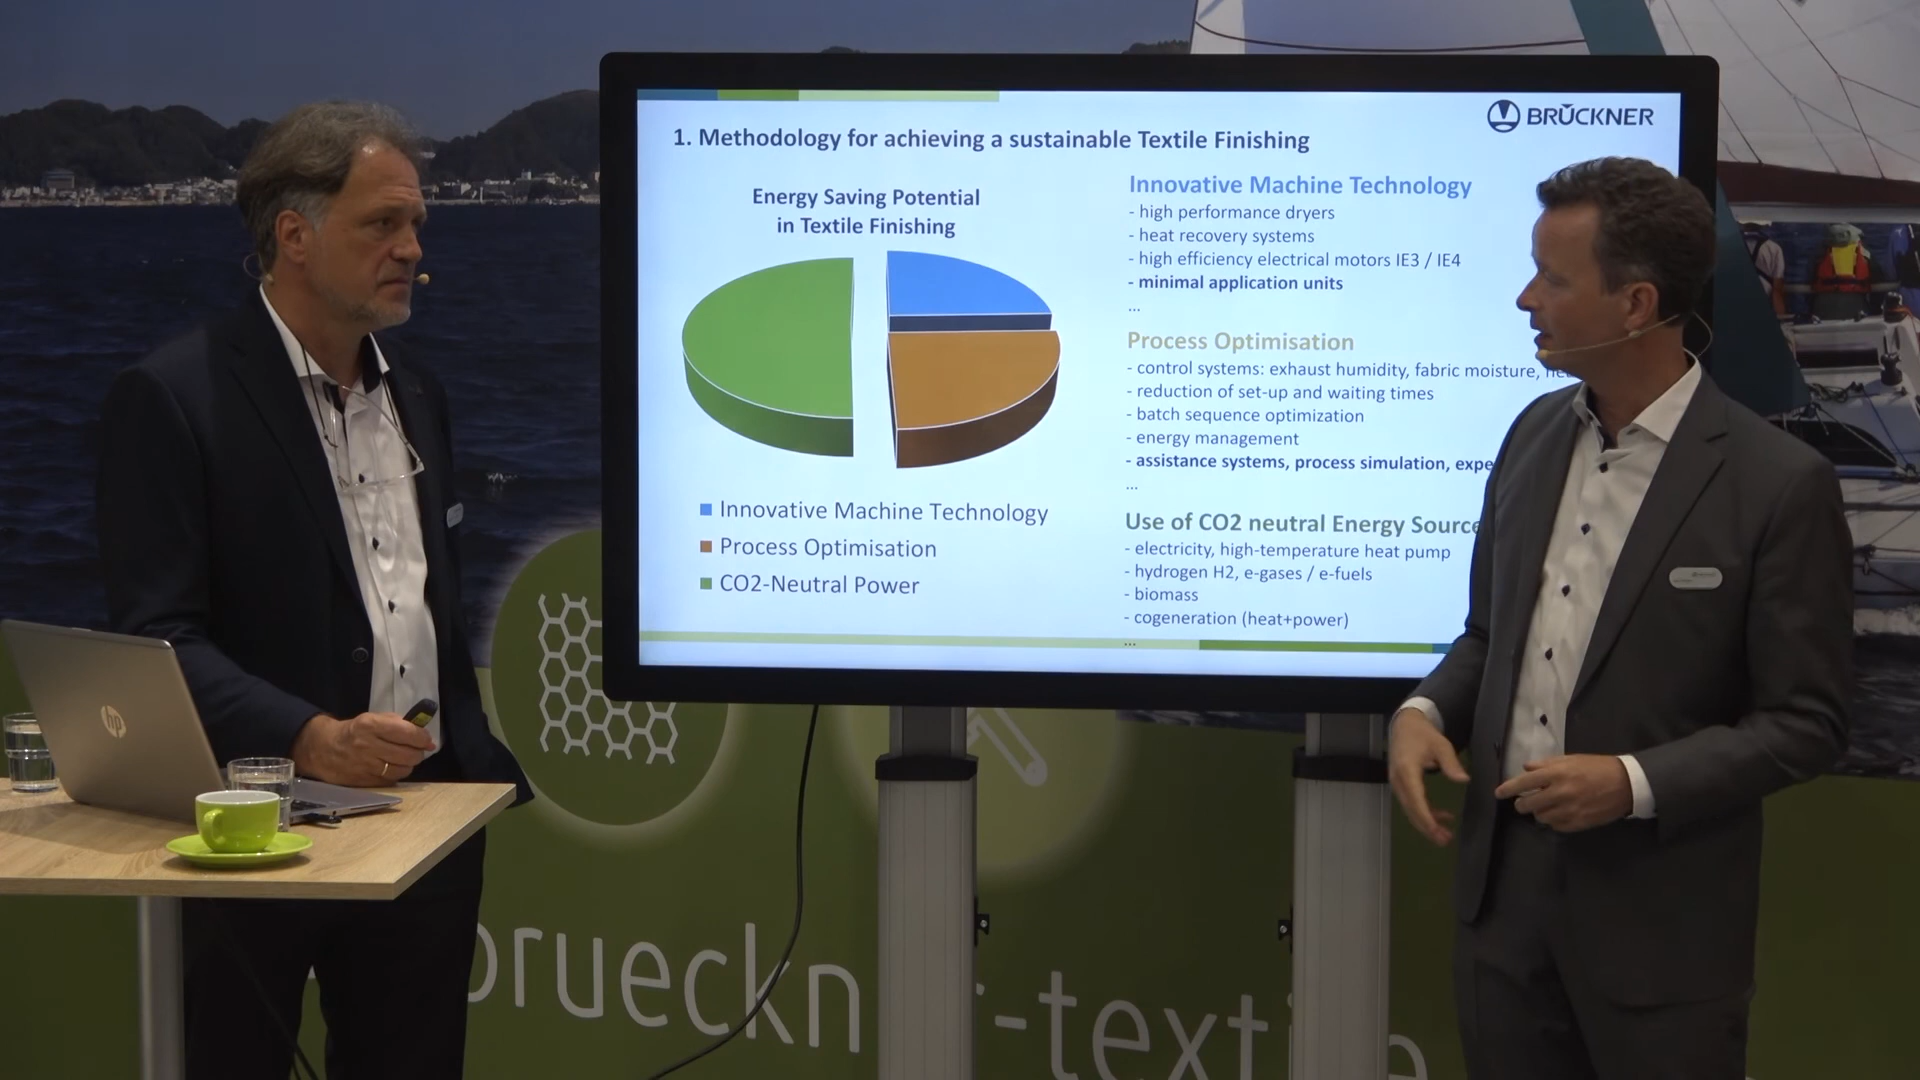 BRÜCKNER
1. Methodology for achieving a sustainable Textile Finishing
Energy Saving Potential
in Textile Finishing
Innovative Machine Technology
Process Optimisation
CO2-Neutral Power
Innovative Machine Technology
- high performance dryers
- heat recovery systems
- high efficiency electrical motors IE3 / IE4
- minimal application units
...
Process Optimisation
- control systems: exhaust humidity, fabric moisture,
- reduction of set-up and waiting times
- batch sequence optimization
- energy management
- assistance systems, process simulation,
...
Use of CO2 neutral Energy
- electricity, high-temperature heat pump
- hydrogen H2, e-gases / e-fuels
- biomass
- cogeneration (heat+power)
...
hp